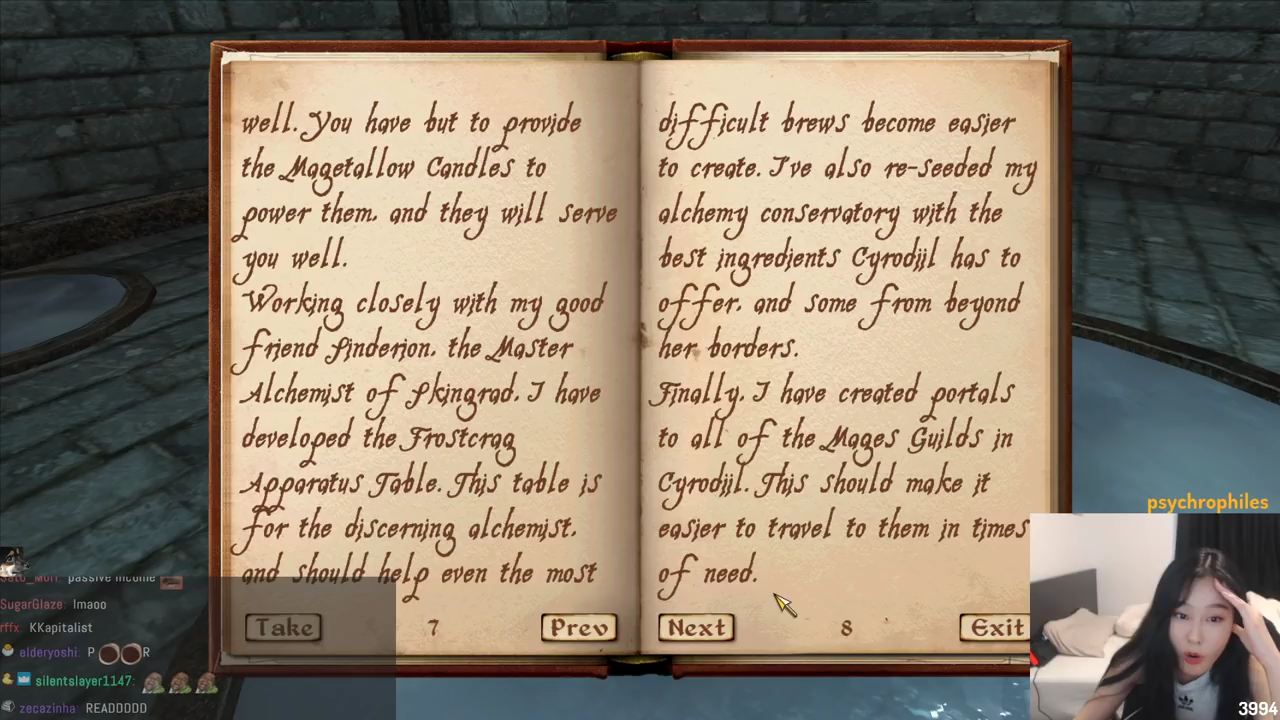 well. You have but to provide
the Magetallow Candles to
power them, and they will serve
you well.
Working closely with my good
friend Sinderion, the Master
Alchemist of Skingrad, I have
developed the Frostcrag
Apparatus Table. This table is
for the discerning alchemist,
and should help even the most
Take
7
Prev
difficult brews become easier
to create. I've also re-seeded my
alchemy conservatory with the
best ingredients Cyrodiil has to
offer, and some from beyond
her borders.
Finally, I have created portals
to all of the Mages Guilds in
Cyrodiil. This should make it
easier to travel to them in times
of need.
Next
8
Exit
psychrophiles
3994
Sato_Mori: passive income
SugarGlaze: lmaoo
rffx: KKapitalist
elderyoshi: P R
silentslayer1147:
zecazinha: READDDDD